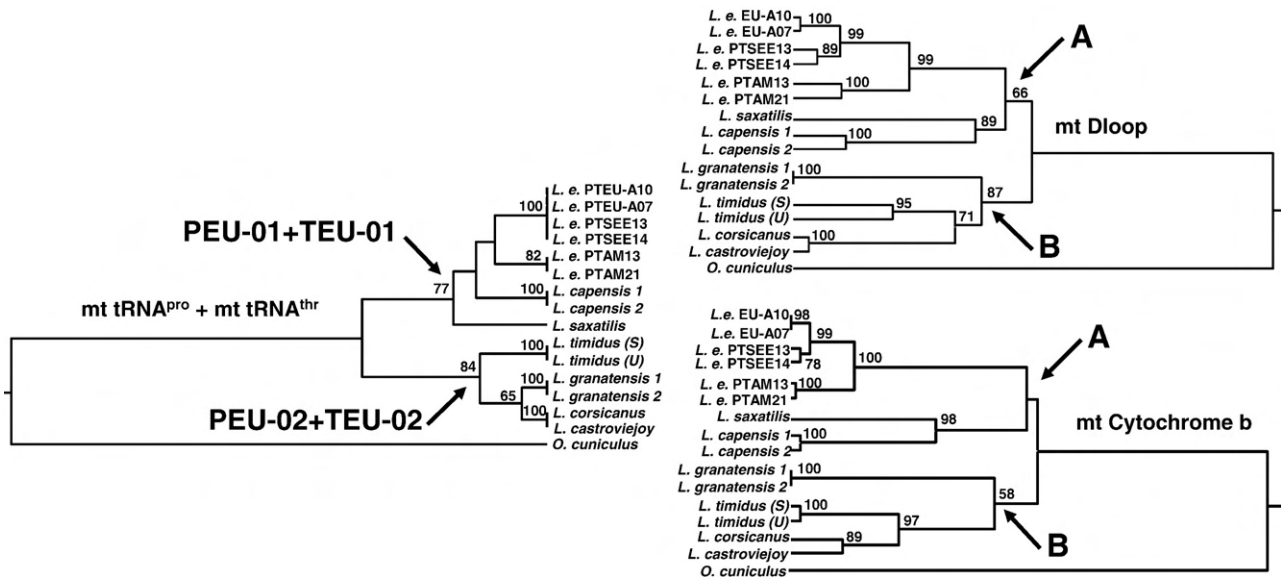 L. e. PTEU-A10
L. e. PTEU-A07
100
L. e. PTSEE13
L. e. PTSEE14
PEU-01+TEU-01
82
L. e. PTAM13
L. e. PTAM21
77
100
L. capensis 1
L. capensis 2
mt tRNAᵖʳᵒ + mt tRNAᵗʰʳ
L. saxatilis
100
L. timidus (S)
L. timidus (U)
84
100
L. granatensis 1
L. granatensis 2
65
PEU-02+TEU-02
100
L. corsicanus
L. castroviejoy
O. cuniculus
L. e. EU-A10
100
L. e. EU-A07
99
A
L. e. PTSEE13
89
L. e. PTSEE14
99
L. e. PTAM13
100
L. e. PTAM21
66
L. saxatilis
89
mt Dloop
L. capensis 1
100
L. capensis 2
L. granatensis 1
100
L. granatensis 2
87
L. timidus (S)
95
L. timidus (U)
71
B
L. corsicanus
100
L. castroviejoy
O. cuniculus
L.e. EU-A10
98
L.e. EU-A07
99
A
L. e. PTSEE13
L. e. PTSEE14
78
100
L. e. PTAM13
100
L. e. PTAM21
L. saxatilis
98
mt Cytochrome b
L. capensis 1
100
L. capensis 2
L. granatensis 1
100
L. granatensis 2
58
L. timidus (S)
100
L. timidus (U)
97
B
L. corsicanus
89
L. castroviejoy
O. cuniculus